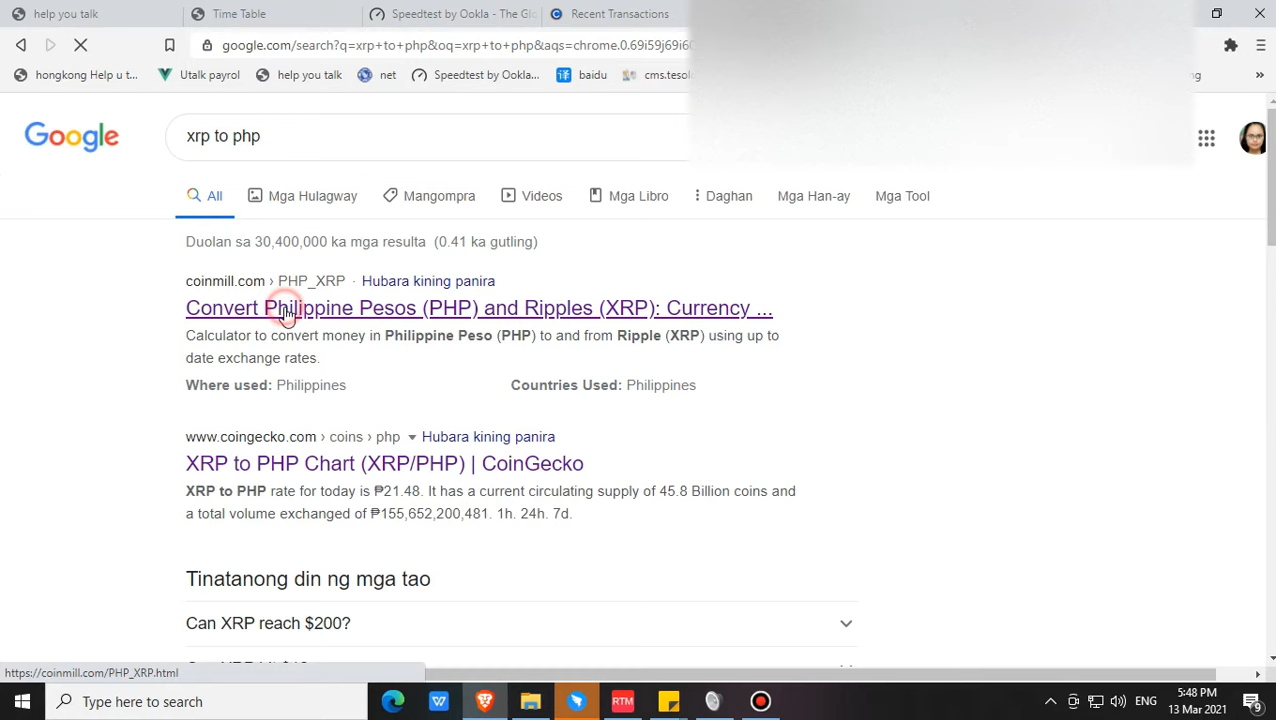 help you talk
Time Table
Speedtest by Ookla - The Glo
Recent Transactions
google.com/search?q=xrp+to+php&oq=xrp+to+php&aqs=chrome.0.69i59j69i60
hongkong Help u t...
Utalk payrol
help you talk
net
Speedtest by Ookla...
baidu
cms.tesol
Google
xrp to php
All
Mga Hulagway
Mangompra
Videos
Mga Libro
Daghan
Mga Han-ay
Mga Tool
Duolan sa 30,400,000 ka mga resulta (0.41 ka gutling)
coinmill.com › PHP_XRP · Hubara kining panira
Convert Philippine Pesos (PHP) and Ripples (XRP): Currency ...
Calculator to convert money in Philippine Peso (PHP) to and from Ripple (XRP) using up to
date exchange rates.
Where used: Philippines
Countries Used: Philippines
www.coingecko.com › coins › php Hubara kining panira
XRP to PHP Chart (XRP/PHP) | CoinGecko
XRP to PHP rate for today is ₱21.48. It has a current circulating supply of 45.8 Billion coins and
a total volume exchanged of ₱155,652,200,481. 1h. 24h. 7d.
Tinatanong din ng mga tao
Can XRP reach $200?
https://coinmill.com/PHP_XRP.html
Type here to search
RTM
ENG
5:48 PM
13 Mar 2021
9